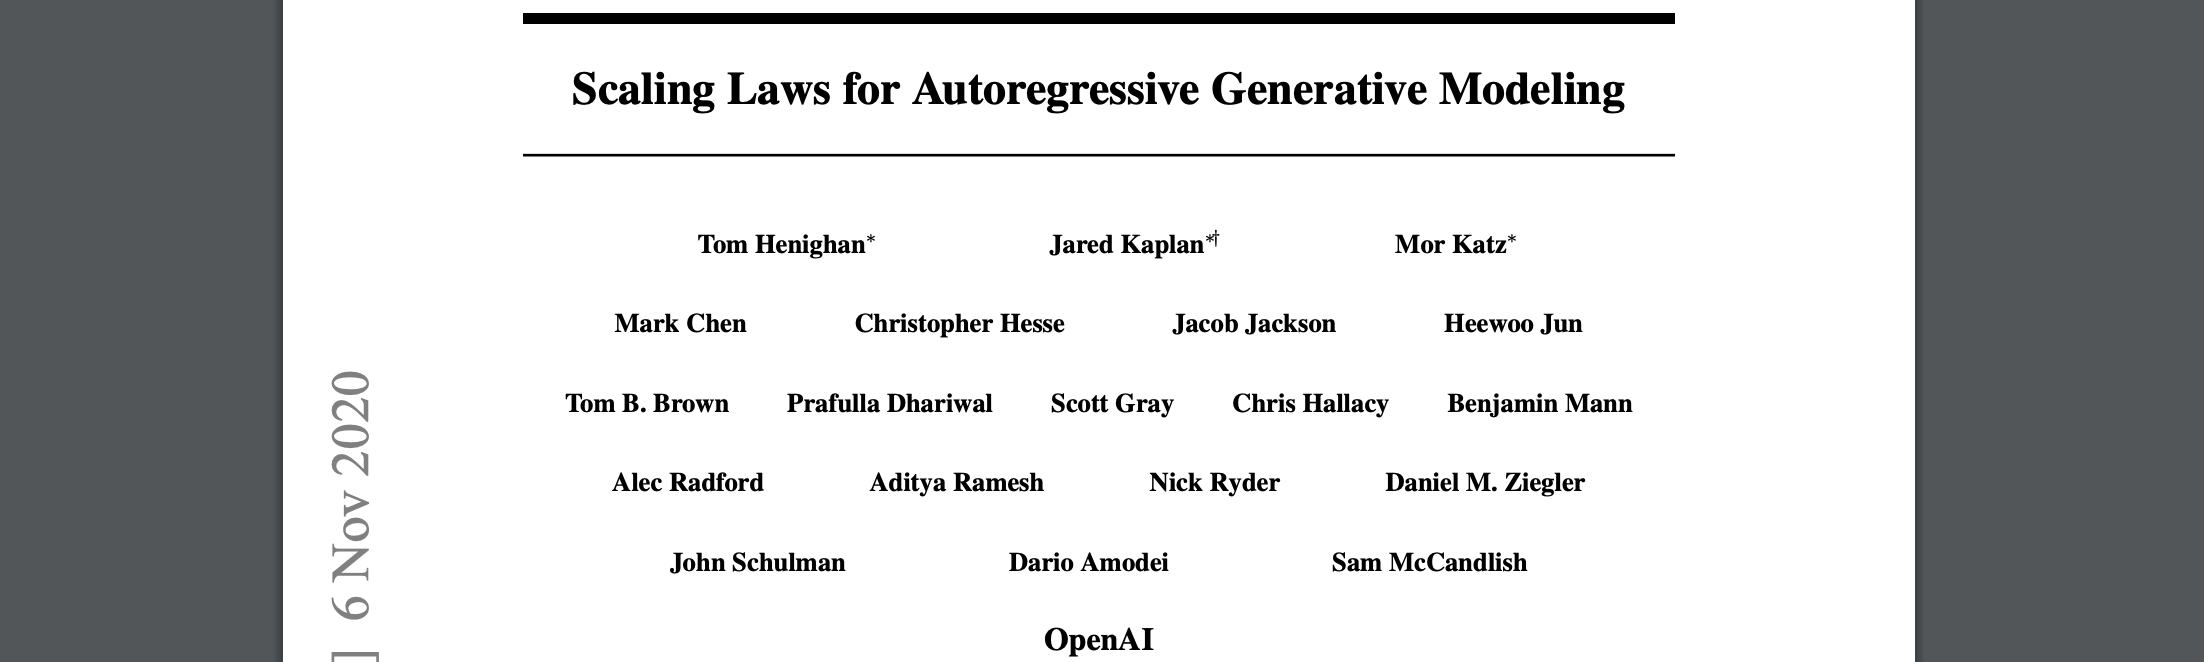 Scaling Laws for Autoregressive Generative Modeling
Tom Henighan* Jared Kaplan*† Mor Katz*
Mark Chen Christopher Hesse Jacob Jackson Heewoo Jun
Tom B. Brown Prafulla Dhariwal Scott Gray Chris Hallacy Benjamin Mann
Alec Radford Aditya Ramesh Nick Ryder Daniel M. Ziegler
John Schulman Dario Amodei Sam McCandlish
OpenAI
] 6 Nov 2020